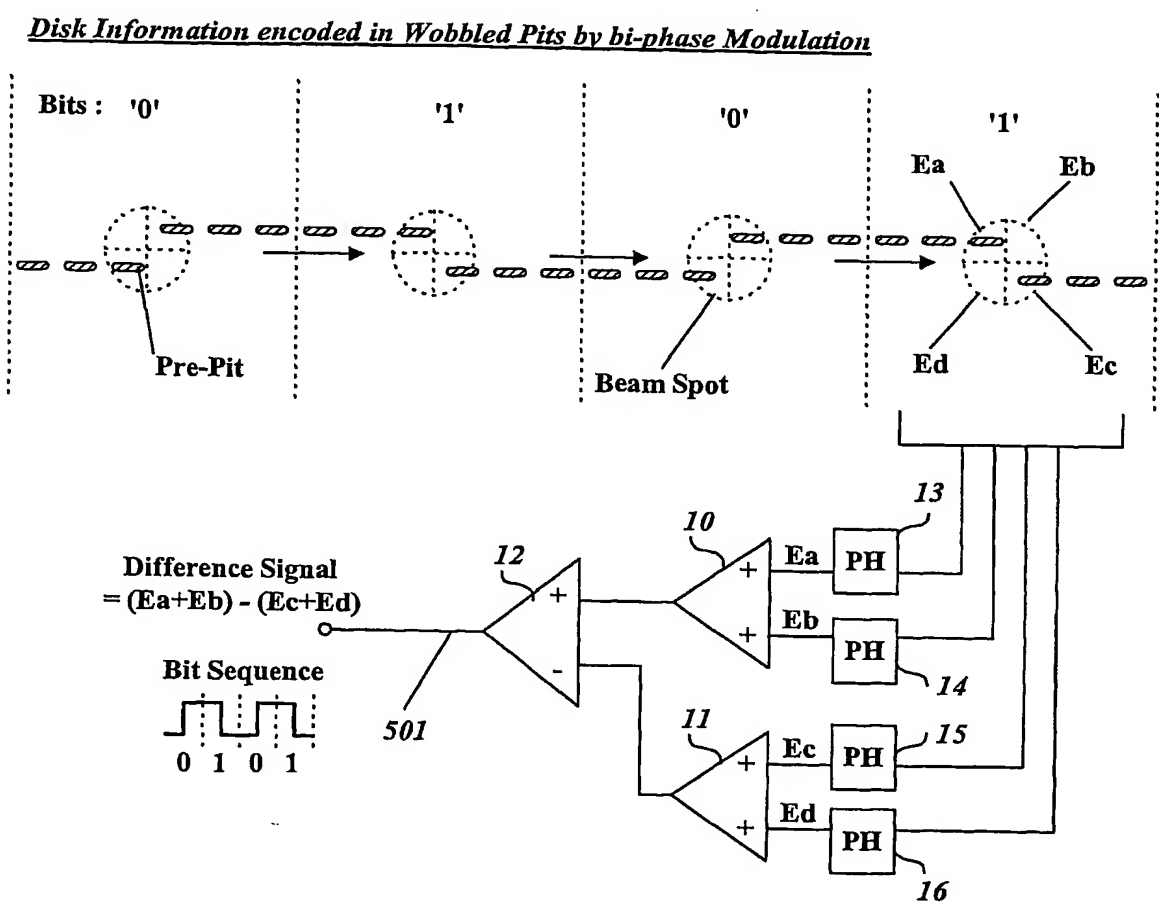 Disk Information encoded in Wobbled Pits by bi-phase Modulation
Bits : '0' '1' '0' '1'
Ea Eb
Pre-Pit
Beam Spot
Ed Ec
13
10
PH
Ea
12
Difference Signal
= (Ea+Eb) - (Ec+Ed)
+ +
Eb
+
PH
14
-
Bit Sequence
501
0 1 0 1
11
15
Ec
+
PH
Ed
+
PH
16